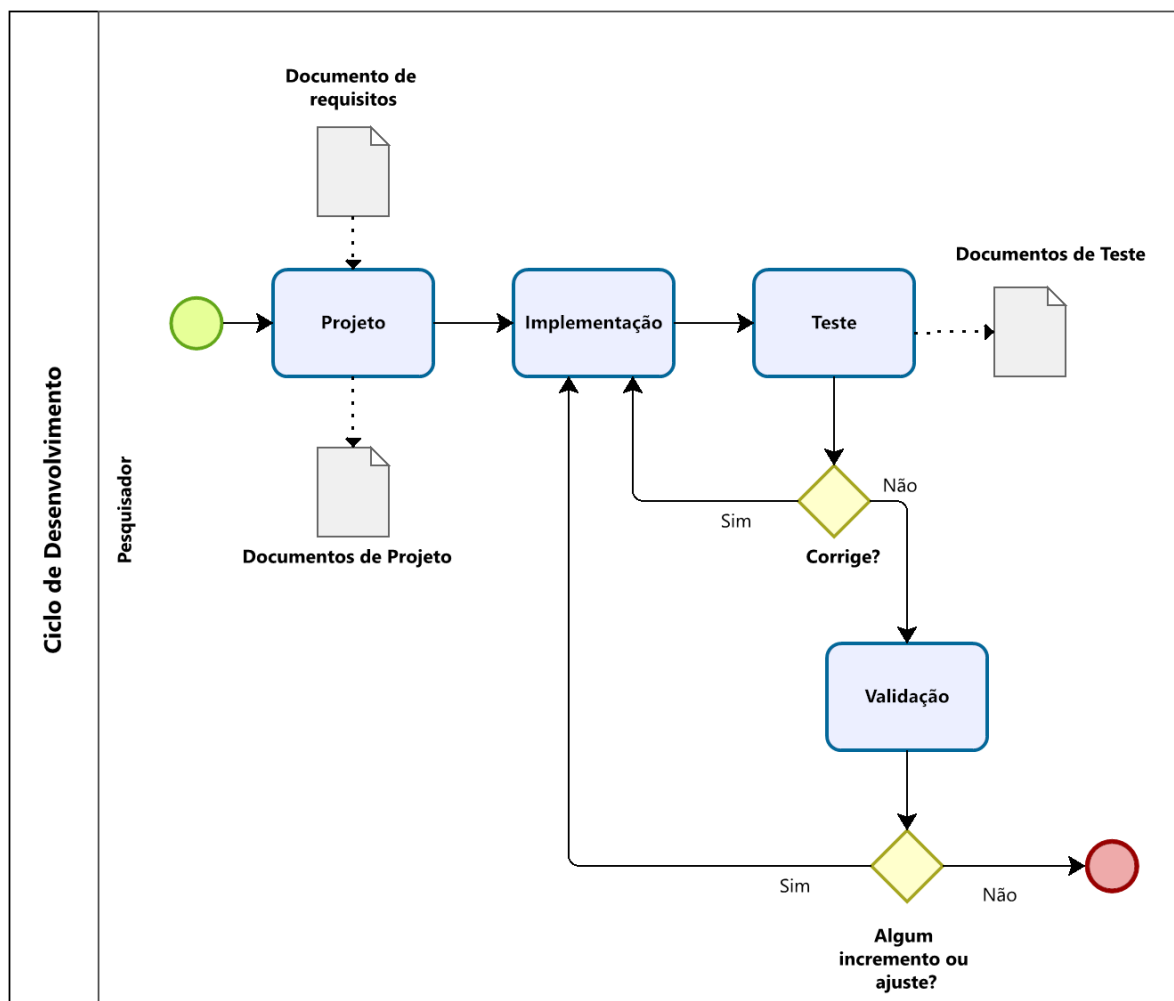 Ciclo de Desenvolvimento
Pesquisador
Documento de
requisitos
Projeto
Implementação
Teste
Documentos de Teste
Documentos de Projeto
Sim
Não
Corrige?
Validação
Sim
Não
Algum
incremento ou
ajuste?